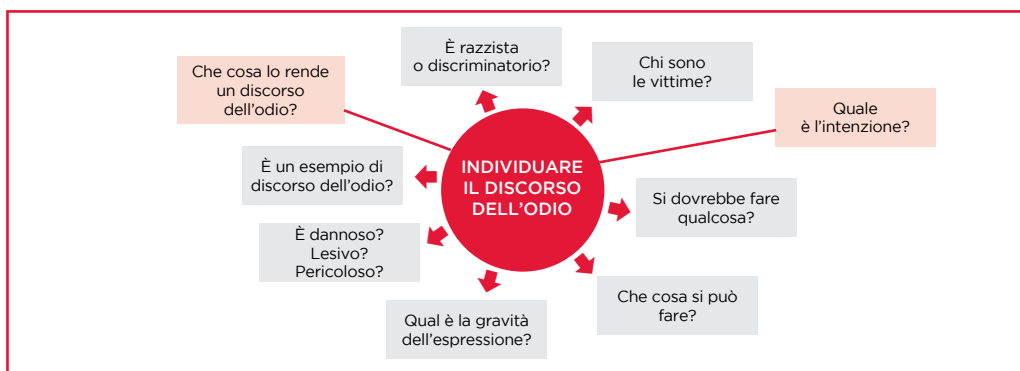 È razzista
o discriminatorio?
Chi sono
le vittime?
Che cosa lo rende
un discorso
dell'odio?
Quale
è l'intenzione?
INDIVIDUARE
IL DISCORSO
DELL'ODIO
È un esempio di
discorso dell'odio?
Si dovrebbe fare
qualcosa?
È dannoso?
Lesivo?
Pericoloso?
Che cosa si può
fare?
Qual è la gravità
dell'espressione?